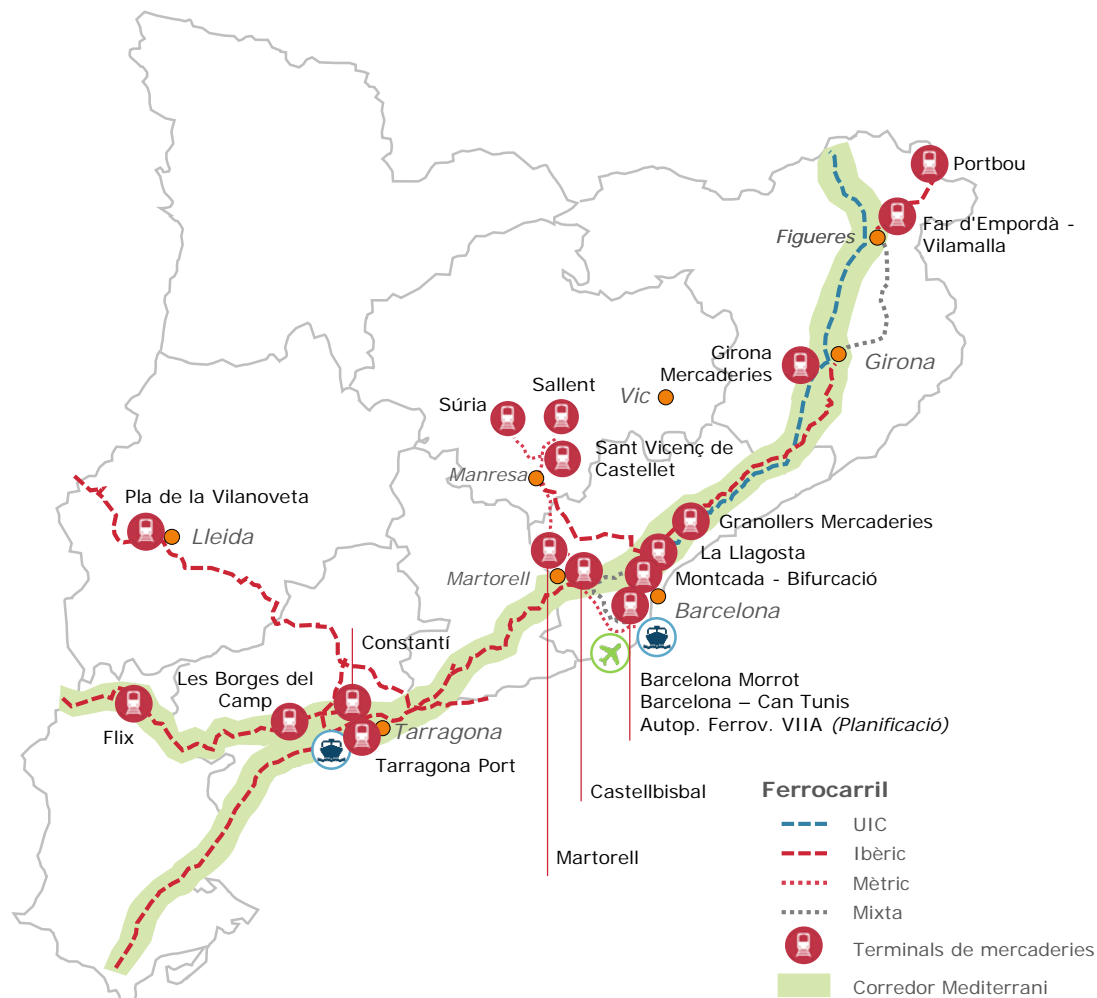 Portbou
Far d'Empordà -
Vilamalla
Figueres
Girona
Mercaderies
Girona
Sallent
Súria
Vic
Sant Vicenç de
Castellet
Manresa
Pla de la Vilanoveta
Lleida
Granollers Mercaderies
La Llagosta
Montcada - Bifurcació
Martorell
Barcelona
Constantí
Les Borges del
Camp
Flix
Tarragona
Tarragona Port
Barcelona Morrot
Barcelona – Can Tunis
Autop. Ferrov. VIIA (Planificació)
Castellbisbal
Martorell
Ferrocarril
UIC
Ibèric
Mètric
Mixta
Terminals de mercaderies
Corredor Mediterrani